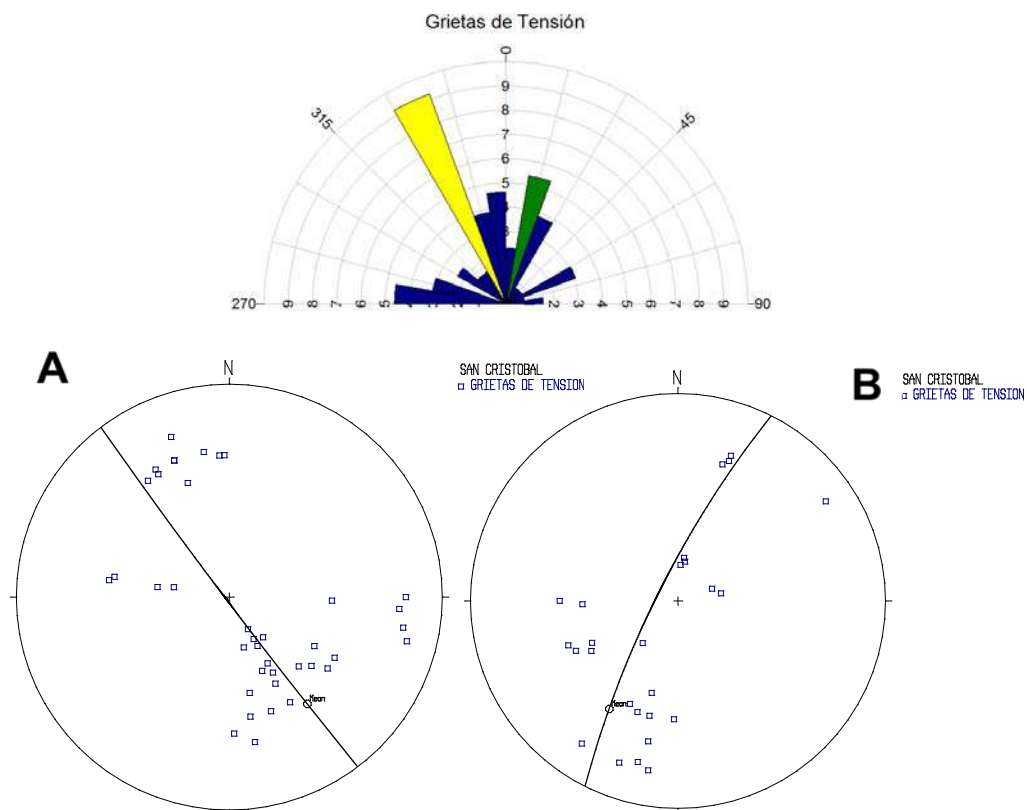 Grietas de Tensión
0
9
8
7
6
5
3
315
45
270 9 8 7 6 5 2 3 4 5 6 7 8 9 90
A
N
SAN CRISTOBAL
GRIETAS DE TENSION
Mean
B
N
SAN CRISTOBAL
GRIETAS DE TENSION
Mean